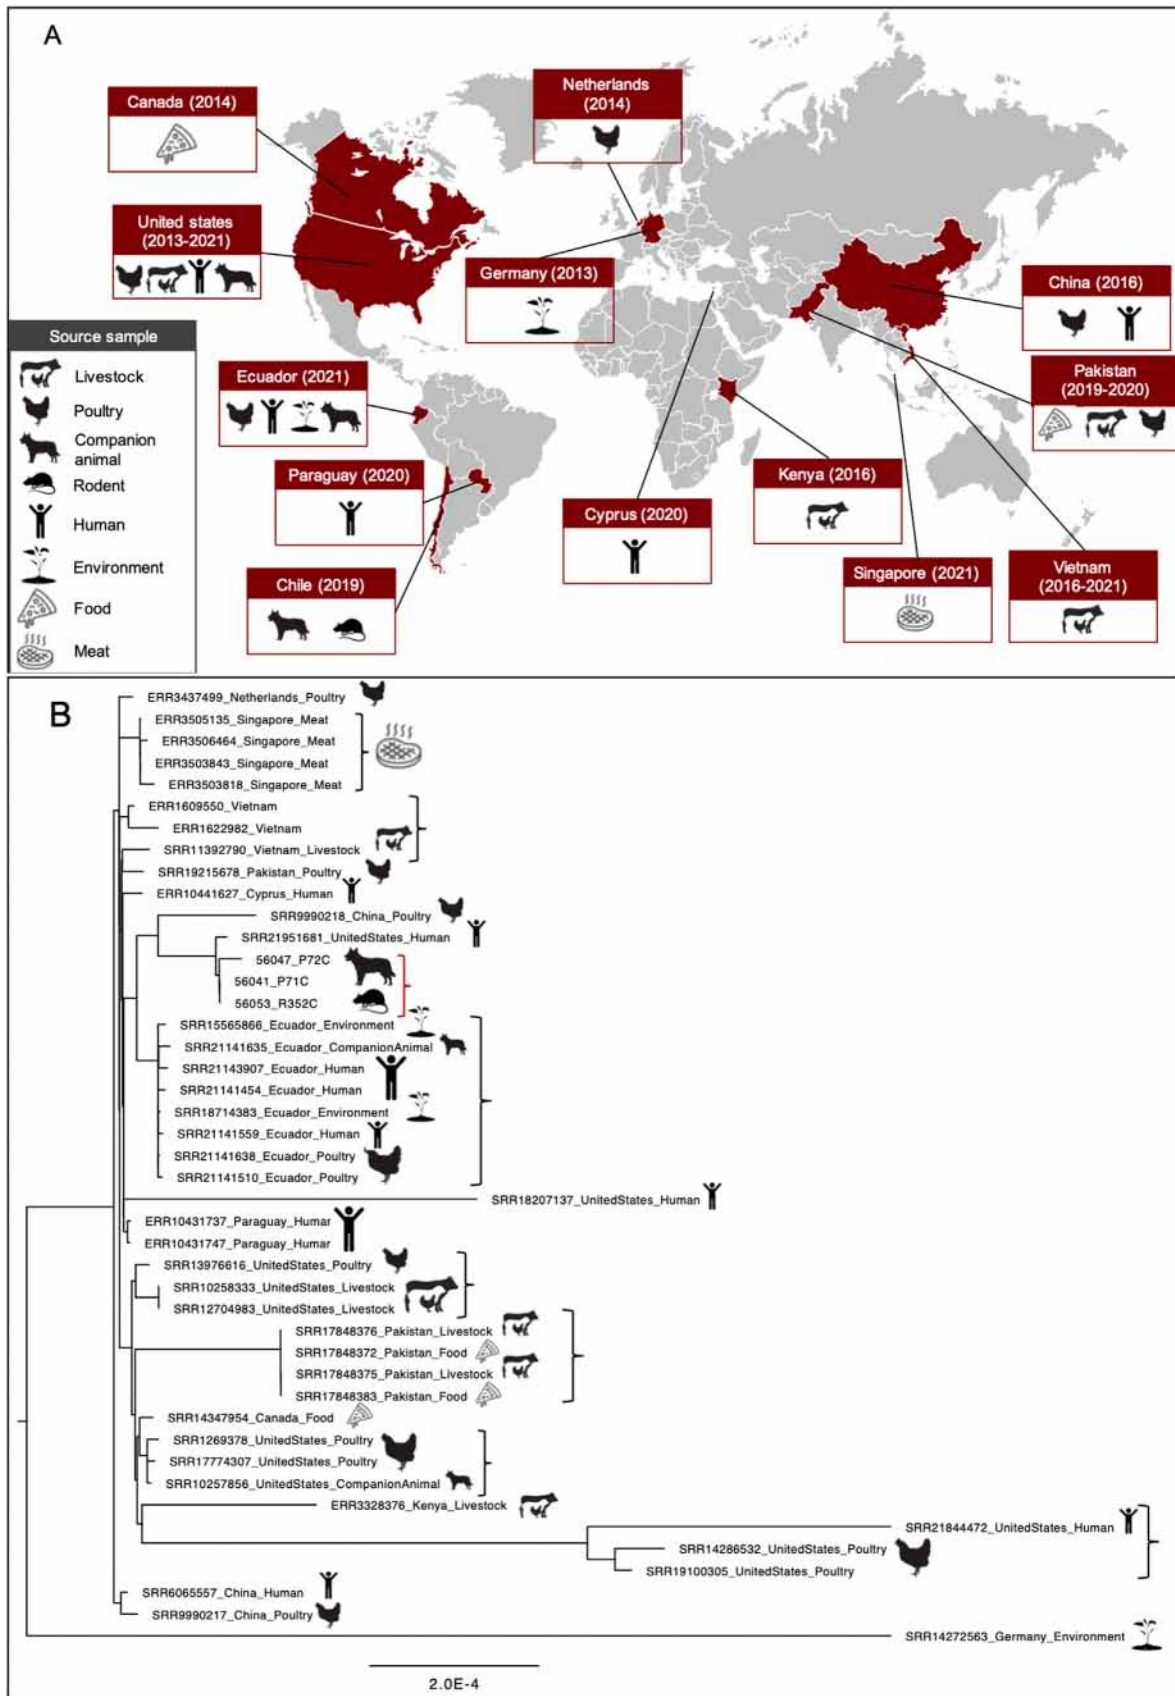 A
Canada (2014)
Netherlands
(2014)
United states
(2013-2021)
Germany (2013)
China (2016)
Source sample
Livestock
Poultry
Companion
animal
Rodent
Human
Environment
Food
Meat
Ecuador (2021)
Pakistan
(2019-2020)
Paraguay (2020)
Kenya (2016)
Cyprus (2020)
Chile (2019)
Singapore (2021)
Vietnam
(2016-2021)
B
ERR3437499_Netherlands_Poultry
ERR3505135_Singapore_Meat
ERR3506464_Singapore_Meat
ERR3503843_Singapore_Meat
ERR3503818_Singapore_Meat
ERR1609550_Vietnam
ERR1622982_Vietnam
SRR11392790_Vietnam_Livestock
SRR19215678_Pakistan_Poultry
ERR10441627_Cyprus_Human
SRR9990218_China_Poultry
SRR21951681_UnitedStates_Human
56047_P72C
56041_P71C
56053_R352C
SRR15565866_Ecuador_Environment
SRR21141635_Ecuador_CompanionAnimal
SRR21143907_Ecuador_Human
SRR21141454_Ecuador_Human
SRR18714383_Ecuador_Environment
SRR21141559_Ecuador_Human
SRR21141638_Ecuador_Poultry
SRR21141510_Ecuador_Poultry
SRR18207137_UnitedStates_Human
ERR10431737_Paraguay_Humar
ERR10431747_Paraguay_Humar
SRR13976616_UnitedStates_Poultry
SRR10258333_UnitedStates_Livestock
SRR12704983_UnitedStates_Livestock
SRR17848376_Pakistan_Livestock
SRR17848372_Pakistan_Food
SRR17848375_Pakistan_Livestock
SRR17848383_Pakistan_Food
SRR14347954_Canada_Food
SRR1269378_UnitedStates_Poultry
SRR17774307_UnitedStates_Poultry
SRR10257856_UnitedStates_CompanionAnimal
ERR3328376_Kenya_Livestock
SRR21844472_UnitedStates_Human
SRR14286532_UnitedStates_Poultry
SRR19100305_UnitedStates_Poultry
SRR6065557_China_Human
SRR9990217_China_Poultry
SRR14272563_Germany_Environment
2.0E-4